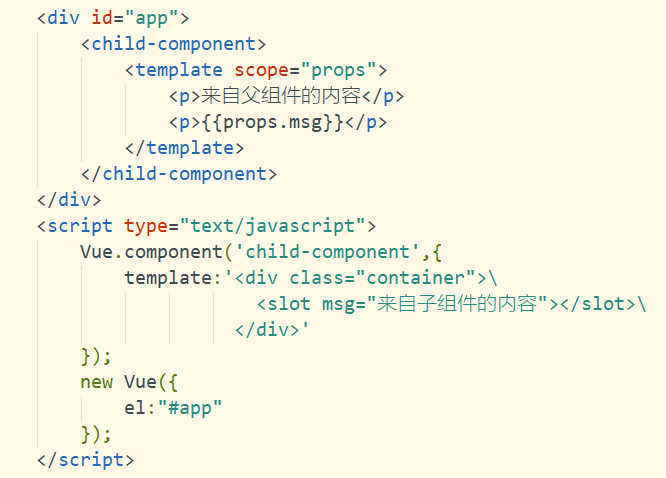 <div id="app">
    <child-component>
        <template scope="props">
            <p>来自父组件的内容</p>
            <p>{{props.msg}}</p>
        </template>
    </child-component>
</div>
<script type="text/javascript">
    Vue.component('child-component',{
        template:'<div class="container">\
                    <slot msg="来自子组件的内容"></slot>\
                  </div>'
    });
    new Vue({
        el:"#app"
    });
</script>